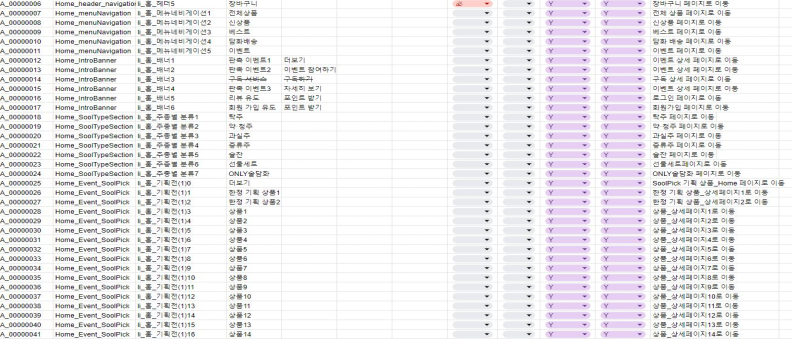 A_00000006 Home_header_navigation li_홈_헤더5 장바구니 Y Y 장바구니 페이지로 이동
A_00000007 Home_menuNavigation li_홈_메뉴네비게이션1 전체상품 Y Y 전체 상품 페이지로 이동
A_00000008 Home_menuNavigation li_홈_메뉴네비게이션2 신상품 Y Y 신상품 페이지로 이동
A_00000009 Home_menuNavigation li_홈_메뉴네비게이션3 베스트 Y Y 베스트 페이지로 이동
A_00000010 Home_menuNavigation li_홈_메뉴네비게이션4 담화배송 Y Y 담화 배송 페이지로 이동
A_00000011 Home_menuNavigation li_홈_메뉴네비게이션5 이벤트 Y Y 이벤트 페이지로 이동
A_00000012 Home_IntroBanner li_홈_배너1 판촉 이벤트1 더보기 Y Y 이벤트 상세 페이지로 이동
A_00000013 Home_IntroBanner li_홈_배너2 판촉 이벤트2 이벤트 참여하기 Y Y 이벤트 상세 페이지로 이동
A_00000014 Home_IntroBanner li_홈_배너3 구독 서비스 구독하기 Y Y 구독 상세 페이지로 이동
A_00000015 Home_IntroBanner li_홈_배너4 판촉 이벤트3 자세히 보기 Y Y 이벤트 상세 페이지로 이동
A_00000016 Home_IntroBanner li_홈_배너5 리뷰 유도 포인트 받기 Y Y 로그인 페이지로 이동
A_00000017 Home_IntroBanner li_홈_배너6 회원 가입 유도 포인트 받기 Y Y 회원가입 페이지로 이동
A_00000018 Home_SoolTypeSection li_홈_주종별 분류1 탁주 Y Y 탁주 페이지로 이동
A_00000019 Home_SoolTypeSection li_홈_주종별 분류2 약·청주 Y Y 약·청주 페이지로 이동
A_00000020 Home_SoolTypeSection li_홈_주종별 분류3 과실주 Y Y 과실주 페이지로 이동
A_00000021 Home_SoolTypeSection li_홈_주종별 분류4 증류주 Y Y 증류주 페이지로 이동
A_00000022 Home_SoolTypeSection li_홈_주종별 분류5 술잔 Y Y 술잔 페이지로 이동
A_00000023 Home_SoolTypeSection li_홈_주종별 분류6 선물세트 Y Y 선물세트페이지로 이동
A_00000024 Home_SoolTypeSection li_홈_주종별 분류7 ONLY술담화 Y Y ONLY술담화 페이지로 이동
A_00000025 Home_Event_SoolPick li_홈_기획전(1)0 더보기 Y Y SoolPick 기획 상품_Home 페이지로 이동
A_00000026 Home_Event_SoolPick li_홈_기획전(1)1 한정 기획 상품1 Y Y 한정 기획 상품_상세페이지1로 이동
A_00000027 Home_Event_SoolPick li_홈_기획전(1)2 한정 기획 상품2 Y Y 한정 기획 상품_상세페이지2로 이동
A_00000028 Home_Event_SoolPick li_홈_기획전(1)3 상품1 Y Y 상품_상세페이지1로 이동
A_00000029 Home_Event_SoolPick li_홈_기획전(1)4 상품2 Y Y 상품_상세페이지2로 이동
A_00000030 Home_Event_SoolPick li_홈_기획전(1)5 상품3 Y Y 상품_상세페이지3로 이동
A_00000031 Home_Event_SoolPick li_홈_기획전(1)6 상품4 Y Y 상품_상세페이지4로 이동
A_00000032 Home_Event_SoolPick li_홈_기획전(1)7 상품5 Y Y 상품_상세페이지5로 이동
A_00000033 Home_Event_SoolPick li_홈_기획전(1)8 상품6 Y Y 상품_상세페이지6로 이동
A_00000034 Home_Event_SoolPick li_홈_기획전(1)9 상품7 Y Y 상품_상세페이지7로 이동
A_00000035 Home_Event_SoolPick li_홈_기획전(1)10 상품8 Y Y 상품_상세페이지8로 이동
A_00000036 Home_Event_SoolPick li_홈_기획전(1)11 상품9 Y Y 상품_상세페이지9로 이동
A_00000037 Home_Event_SoolPick li_홈_기획전(1)12 상품10 Y Y 상품_상세페이지10로 이동
A_00000038 Home_Event_SoolPick li_홈_기획전(1)13 상품11 Y Y 상품_상세페이지11로 이동
A_00000039 Home_Event_SoolPick li_홈_기획전(1)14 상품12 Y Y 상품_상세페이지12로 이동
A_00000040 Home_Event_SoolPick li_홈_기획전(1)15 상품13 Y Y 상품_상세페이지13로 이동
A_00000041 Home_Event_SoolPick li_홈_기획전(1)16 상품14 Y Y 상품_상세페이지14로 이동